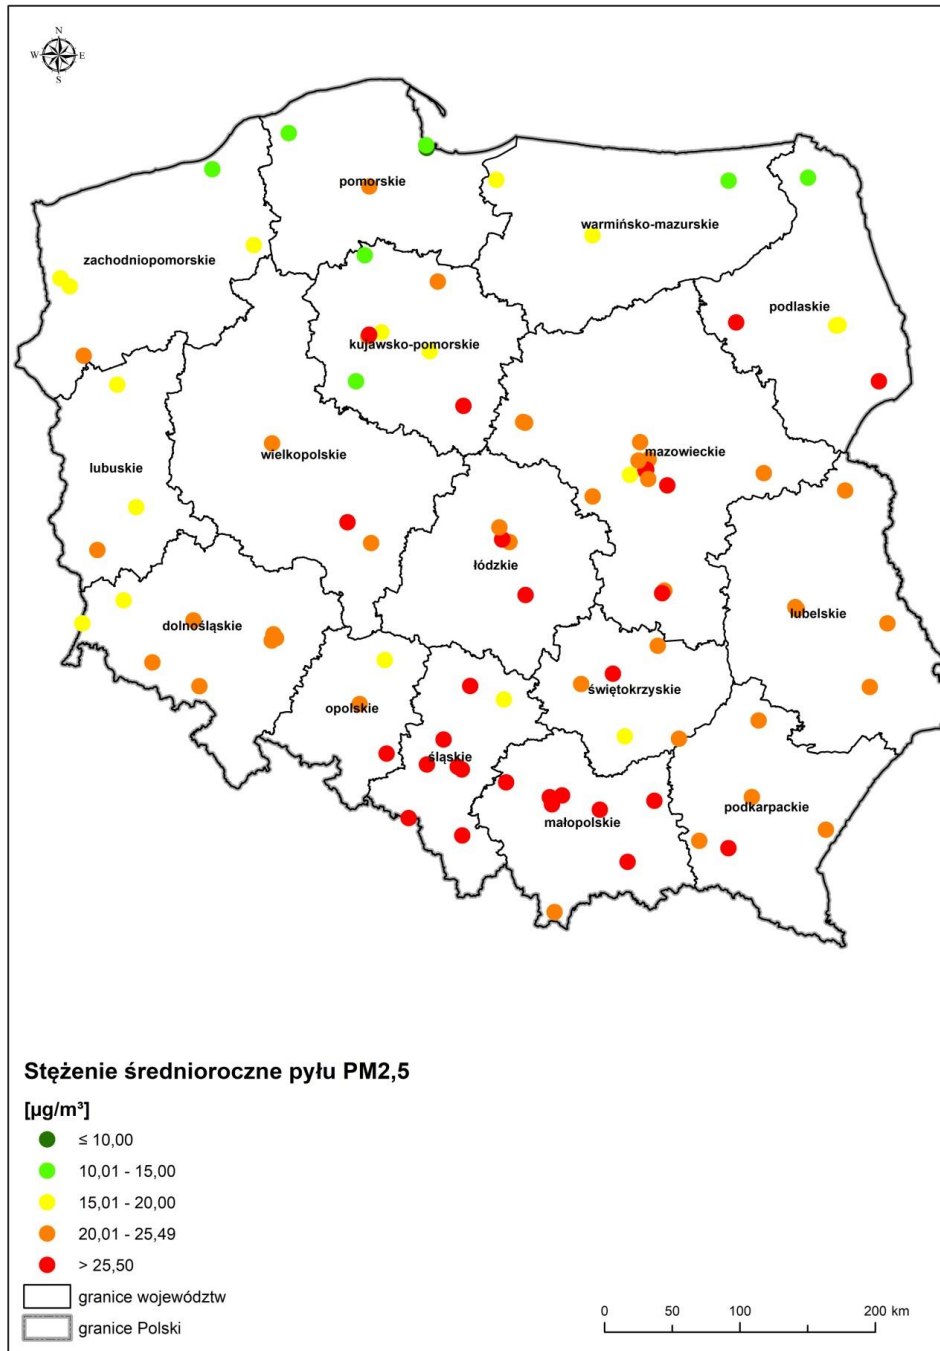 N
W E
S
pomorskie
warmińsko-mazurskie
zachodniopomorskie
podlaskie
kujawsko-pomorskie
mazowieckie
wielkopolskie
lubuskie
łódzkie
lubelskie
dolnośląskie
świętokrzyskie
opolskie
śląskie
podkarpackie
małopolskie
Stężenie średnioroczne pyłu PM2,5
[µg/m³]
≤ 10,00
10,01 - 15,00
15,01 - 20,00
20,01 - 25,49
> 25,50
granice województw
granice Polski
0 50 100 200 km